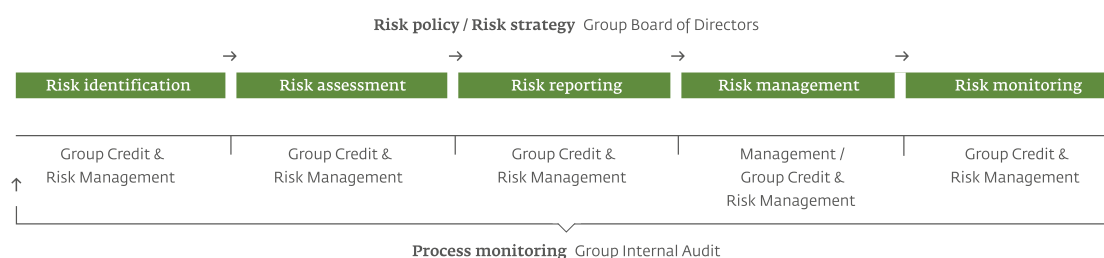 Risk policy / Risk strategy Group Board of Directors
→ → → →
Risk identification Risk assessment Risk reporting Risk management Risk monitoring
Group Credit & Group Credit & Group Credit & Management / Group Credit &
Risk Management Risk Management Risk Management Group Credit & Risk Management
Risk Management
Process monitoring Group Internal Audit